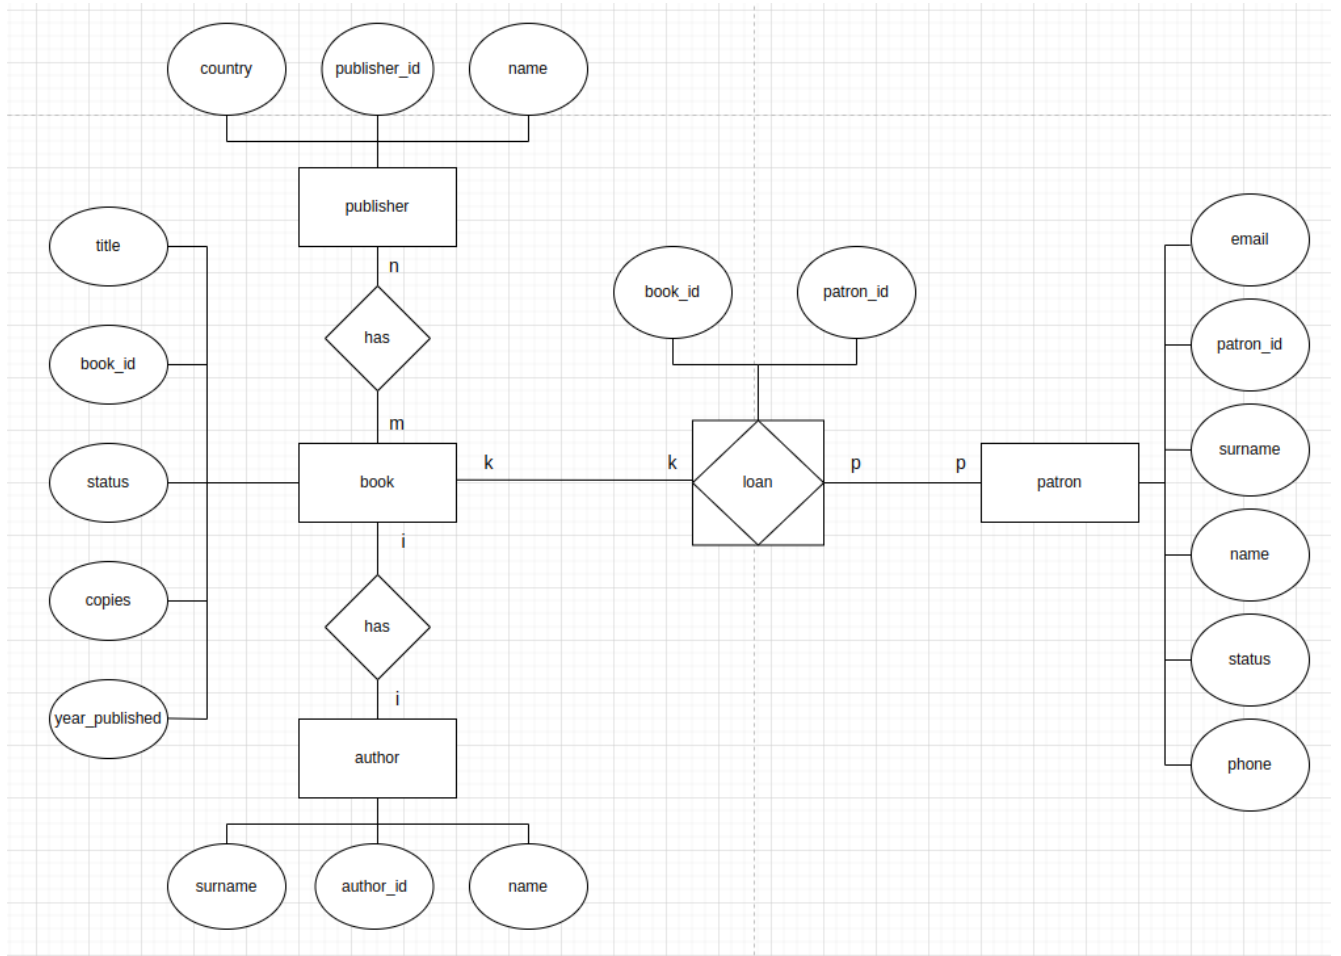 country
publisher_id
name
publisher
n
has
m
title
book_id
status
copies
year_published
book
k
k
book_id
patron_id
loan
p
p
patron
email
patron_id
surname
name
status
phone
i
has
i
author
surname
author_id
name